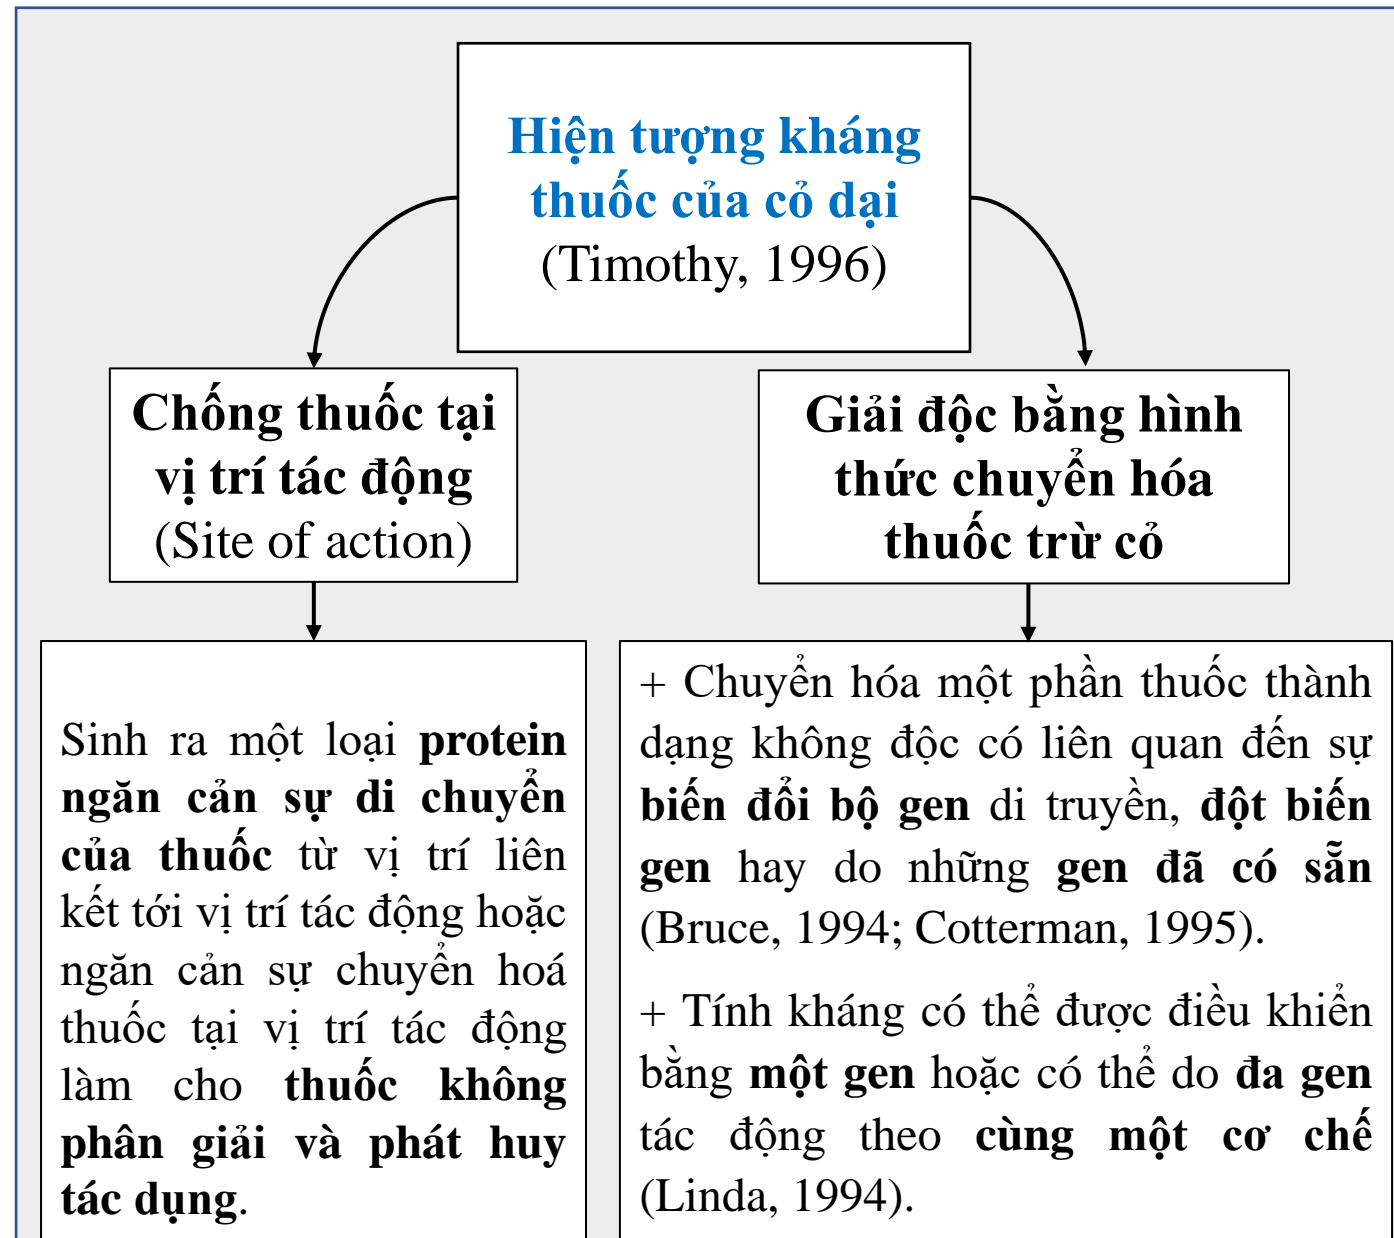 Hiện tượng kháng
thuốc của cỏ dại
(Timothy, 1996)
Chống thuốc tại
vị trí tác động
(Site of action)
Giải độc bằng hình
thức chuyển hóa
thuốc trừ cỏ
Sinh ra một loại protein
ngăn cản sự di chuyển
của thuốc từ vị trí liên
kết tới vị trí tác động hoặc
ngăn cản sự chuyển hoá
thuốc tại vị trí tác động
làm cho thuốc không
phân giải và phát huy
tác dụng.
+ Chuyển hóa một phần thuốc thành
dạng không độc có liên quan đến sự
biến đổi bộ gen di truyền, đột biến
gen hay do những gen đã có sẵn
(Bruce, 1994; Cotterman, 1995).
+ Tính kháng có thể được điều khiển
bằng một gen hoặc có thể do đa gen
tác động theo cùng một cơ chế
(Linda, 1994).